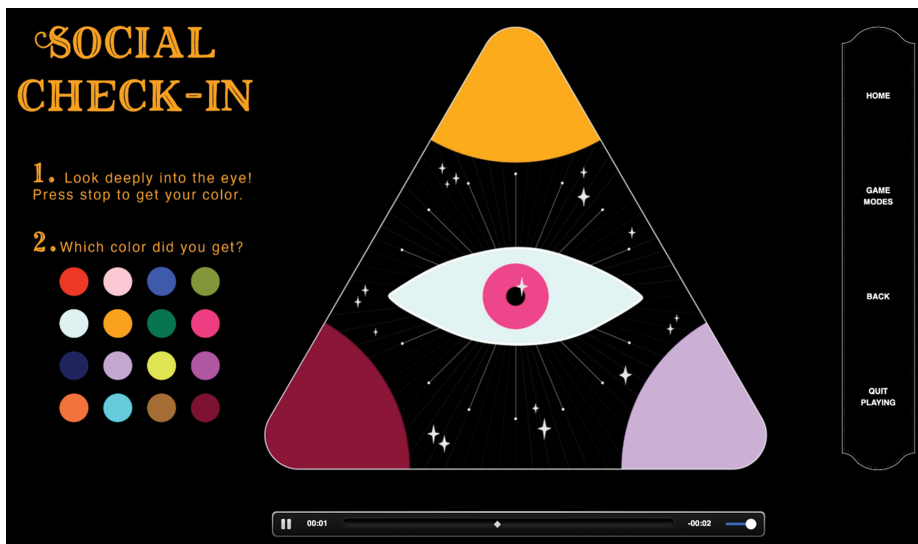 SOCIAL
CHECK-IN
1. Look deeply into the eye!
Press stop to get your color.
2. Which color did you get?
HOME
GAME
MODES
BACK
QUIT
PLAYING
00:01
-00:02